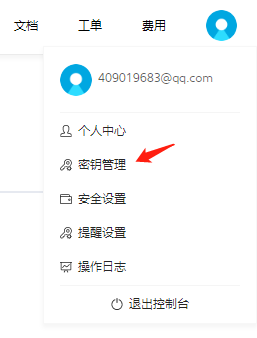 文档 工单 费用
409019683@qq.com
个人中心
密钥管理
安全设置
提醒设置
操作日志
退出控制台